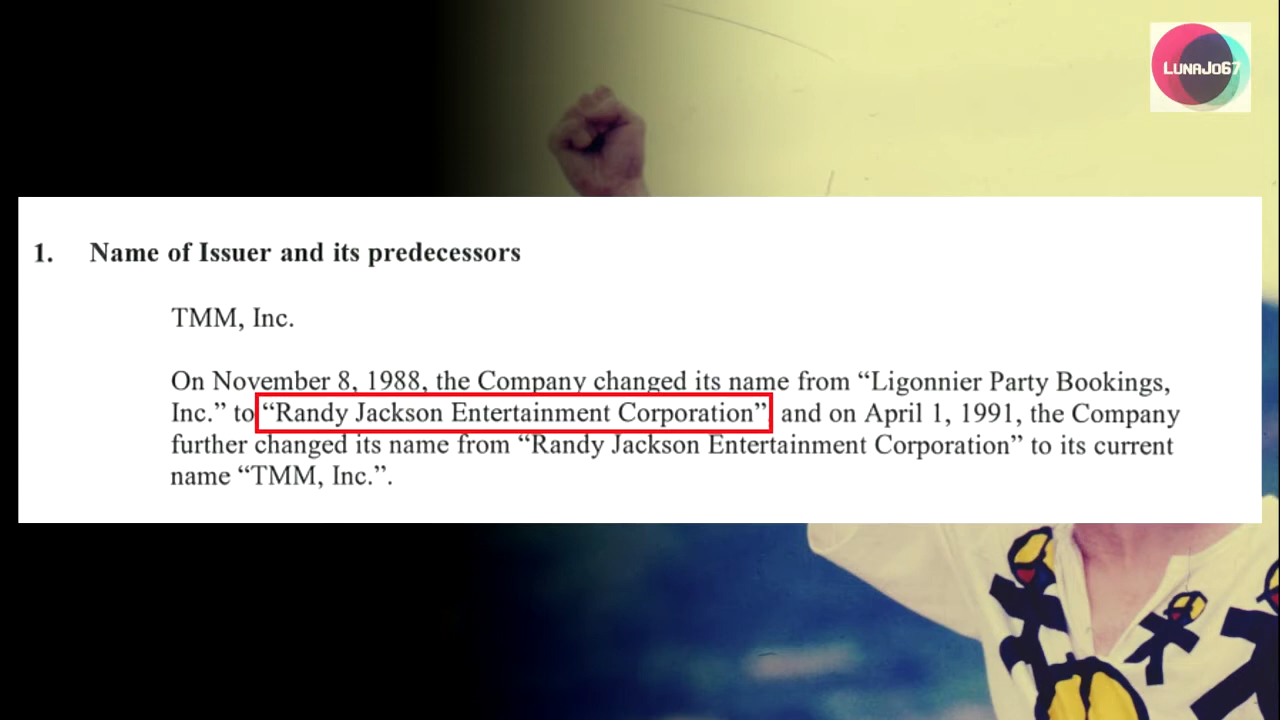 LUNAJO67
1. Name of Issuer and its predecessors
TMM, Inc.
On November 8, 1988, the Company changed its name from “Ligonnier Party Bookings,
Inc.” to “Randy Jackson Entertainment Corporation”, and on April 1, 1991, the Company
further changed its name from “Randy Jackson Entertainment Corporation” to its current
name “TMM, Inc.”.